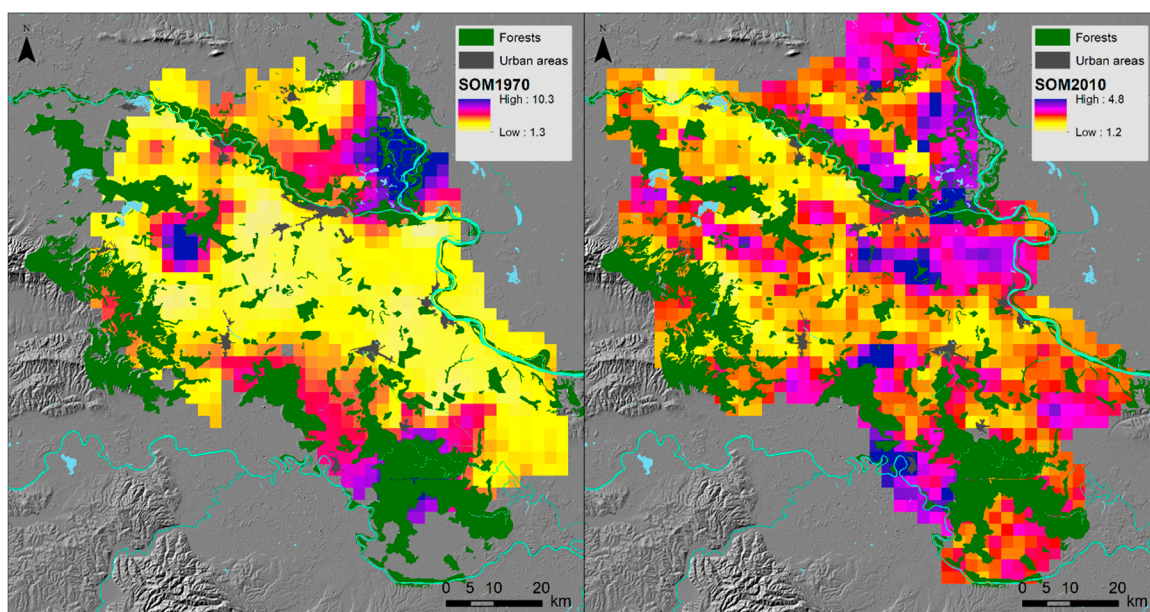 N
Forests
Urban areas
SOM1970
High : 10.3
Low : 1.3
0 5 10 20
km
N
Forests
Urban areas
SOM2010
High : 4.8
Low : 1.2
0 5 10 20
km